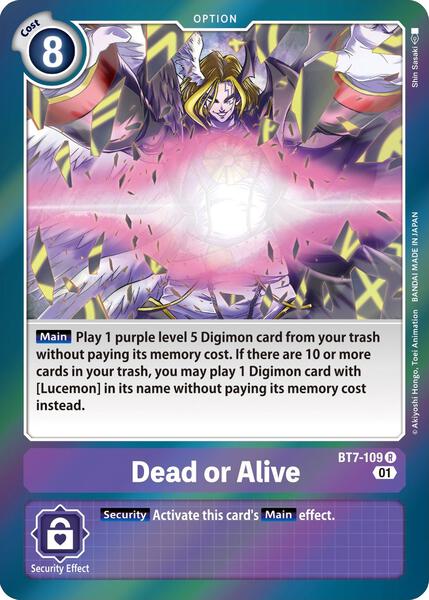 OPTION
Cost
8
Shin Sasaki
© Akiyoshi Hongo, Toei Animation BANDAI MADE IN JAPAN
Main Play 1 purple level 5 Digimon card from your trash
without paying its memory cost. If there are 10 or more
cards in your trash, you may play 1 Digimon card with
[Lucemon] in its name without paying its memory cost
instead.
BT7-109 R
Dead or Alive
01
Security Activate this card's Main effect.
Security Effect